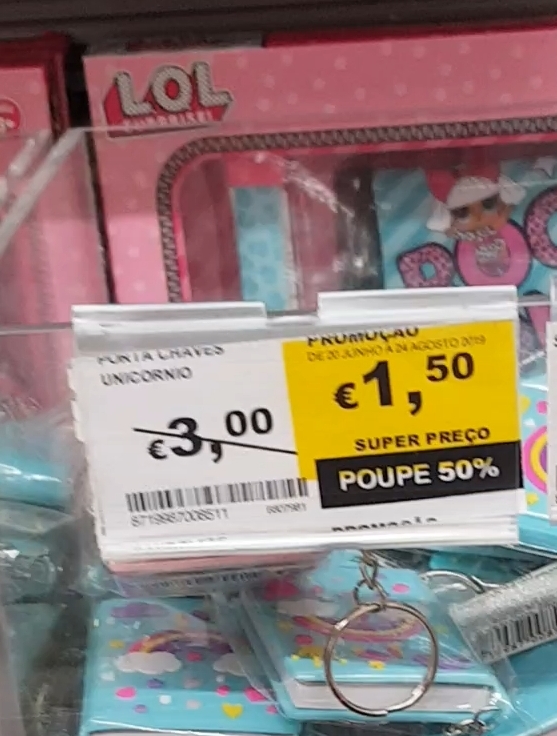 LOL
SURPRISE!
PORTA CHAVES
UNICORNIO
€3,00
8719987008511
PROMOÇÃO
DE 20 JUNHO A 24 AGOSTO 2019
€1,50
SUPER PREÇO
POUPE 50%